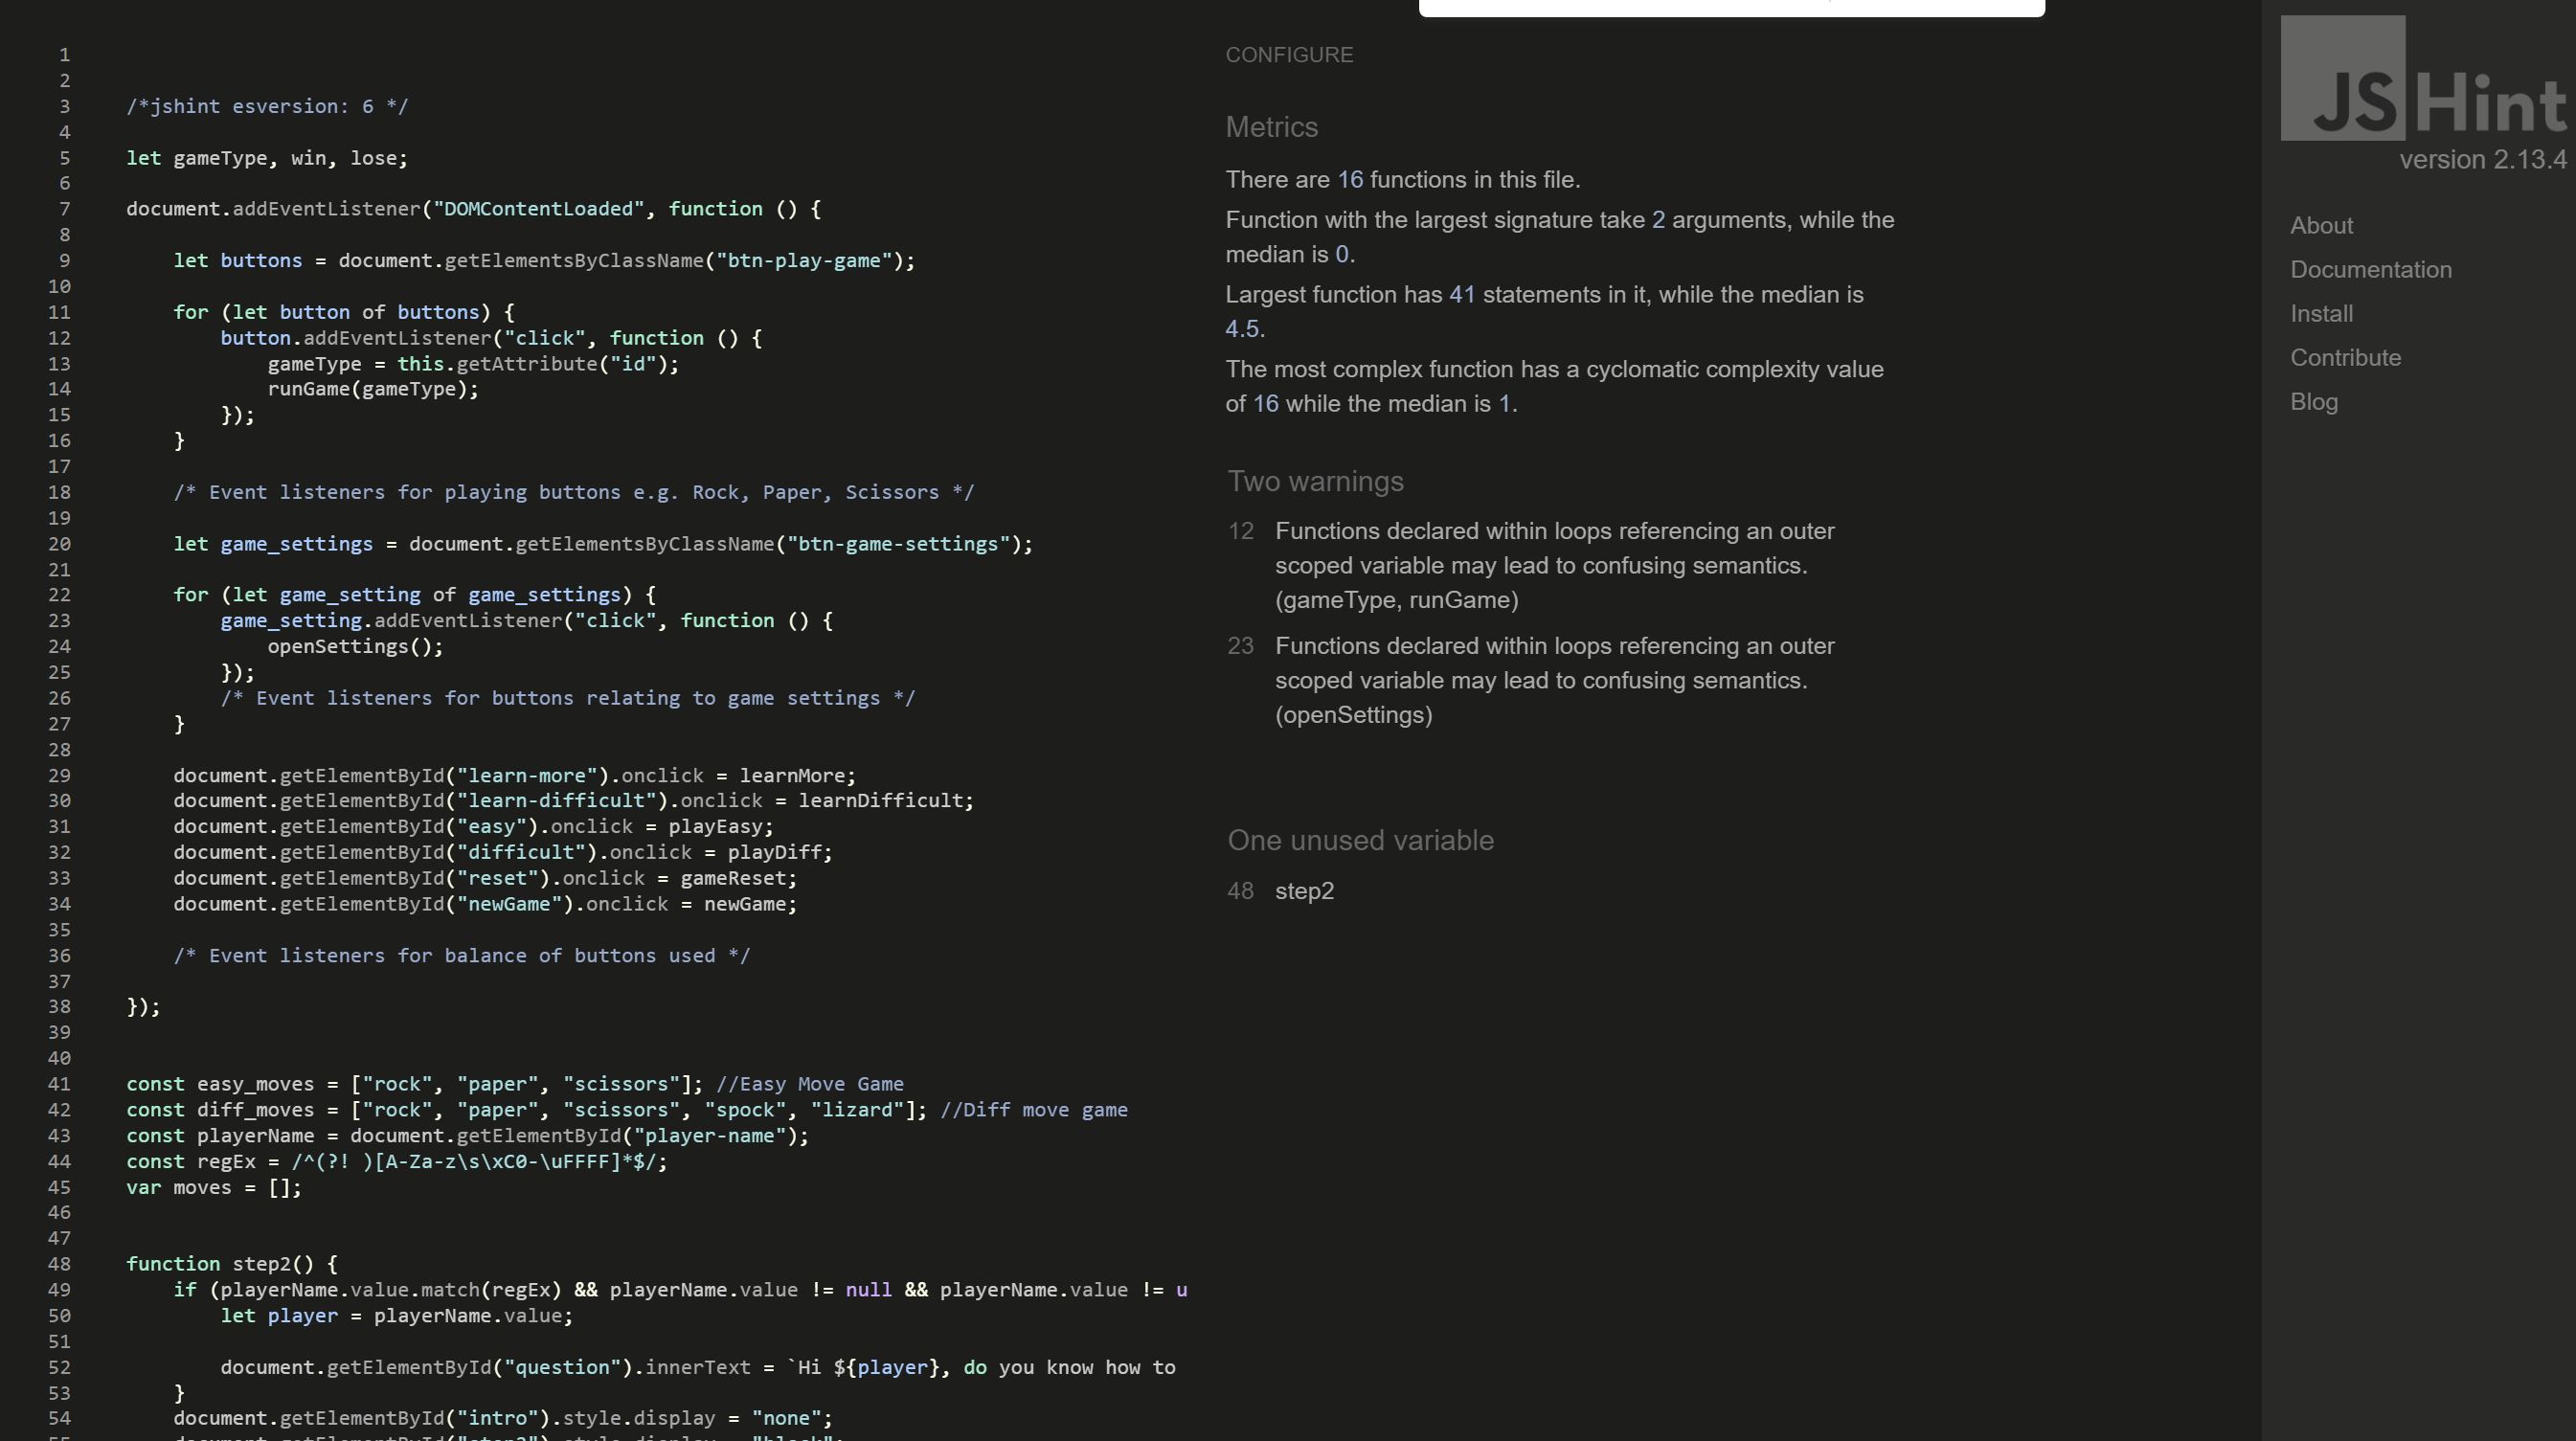 1
2
3 /*jshint esversion: 6 */
4
5 let gameType, win, lose;
6
7 document.addEventListener("DOMContentLoaded", function () {
8
9 let buttons = document.getElementsByClassName("btn-play-game");
10
11 for (let button of buttons) {
12 button.addEventListener("click", function () {
13 gameType = this.getAttribute("id");
14 runGame(gameType);
15 });
16 }
17
18 /* Event listeners for playing buttons e.g. Rock, Paper, Scissors */
19
20 let game_settings = document.getElementsByClassName("btn-game-settings");
21
22 for (let game_setting of game_settings) {
23 game_setting.addEventListener("click", function () {
24 openSettings();
25 });
26 /* Event listeners for buttons relating to game settings */
27 }
28
29 document.getElementById("learn-more").onclick = learnMore;
30 document.getElementById("learn-difficult").onclick = learnDifficult;
31 document.getElementById("easy").onclick = playEasy;
32 document.getElementById("difficult").onclick = playDiff;
33 document.getElementById("reset").onclick = gameReset;
34 document.getElementById("newGame").onclick = newGame;
35
36 /* Event listeners for balance of buttons used */
37
38 });
39
40
41 const easy_moves = ["rock", "paper", "scissors"]; //Easy Move Game
42 const diff_moves = ["rock", "paper", "scissors", "spock", "lizard"]; //Diff move game
43 const playerName = document.getElementById("player-name");
44 const regEx = /^(?! )[A-Za-z\s\xC0-\uFFFF]*$/;
45 var moves = [];
46
47
48 function step2() {
49 if (playerName.value.match(regEx) && playerName.value != null && playerName.value != u
50 let player = playerName.value;
51
52 document.getElementById("question").innerText = `Hi ${player}, do you know how to
53 }
54 document.getElementById("intro").style.display = "none";
CONFIGURE
Metrics
There are 16 functions in this file.
Function with the largest signature take 2 arguments, while the
median is 0.
Largest function has 41 statements in it, while the median is
4.5.
The most complex function has a cyclomatic complexity value
of 16 while the median is 1.
Two warnings
12 Functions declared within loops referencing an outer
scoped variable may lead to confusing semantics.
(gameType, runGame)
23 Functions declared within loops referencing an outer
scoped variable may lead to confusing semantics.
(openSettings)
One unused variable
48 step2
JSHint
version 2.13.4
About
Documentation
Install
Contribute
Blog